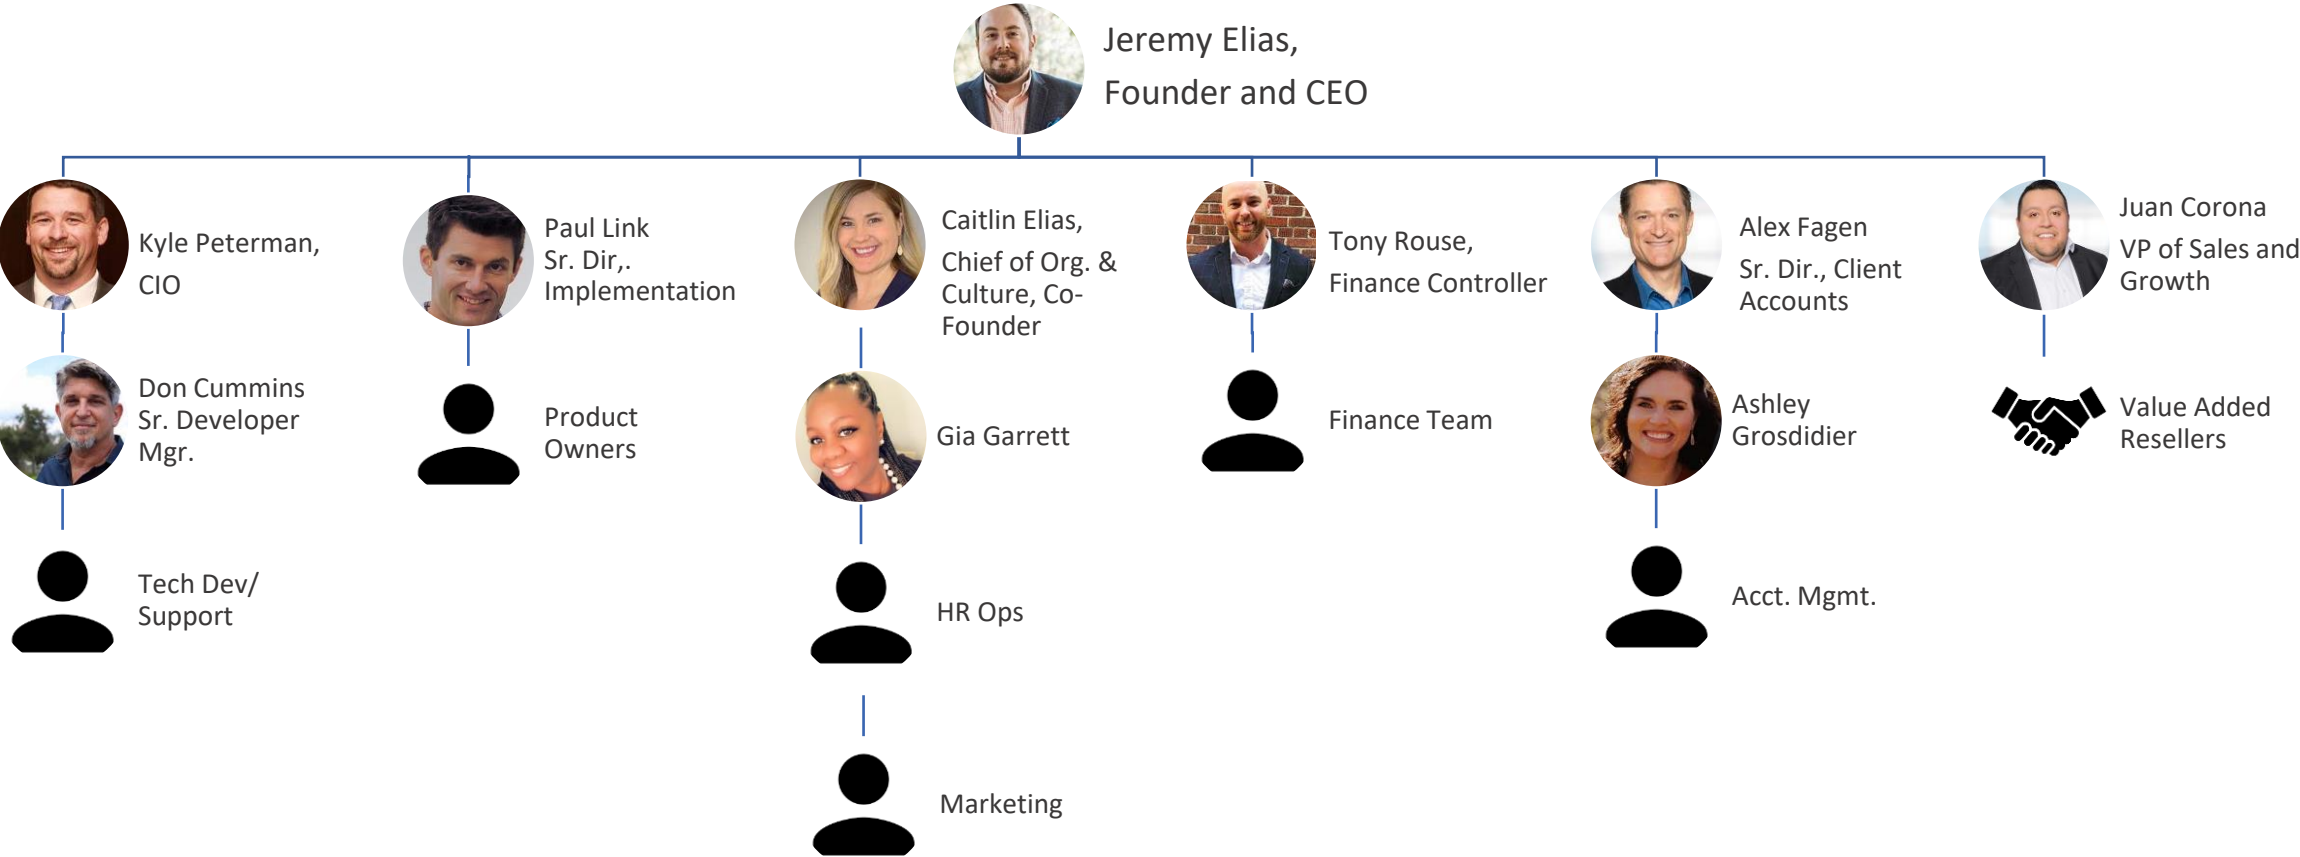 Jeremy Elias,
Founder and CEO
Kyle Peterman,
CIO
Paul Link
Sr. Dir,.
Implementation
Caitlin Elias,
Chief of Org. &
Culture, Co-
Founder
Tony Rouse,
Finance Controller
Alex Fagen
Sr. Dir., Client
Accounts
Juan Corona
VP of Sales and
Growth
Don Cummins
Sr. Developer
Mgr.
Product
Owners
Gia Garrett
Finance Team
Ashley
Grosdidier
Value Added
Resellers
Tech Dev/
Support
HR Ops
Acct. Mgmt.
Marketing